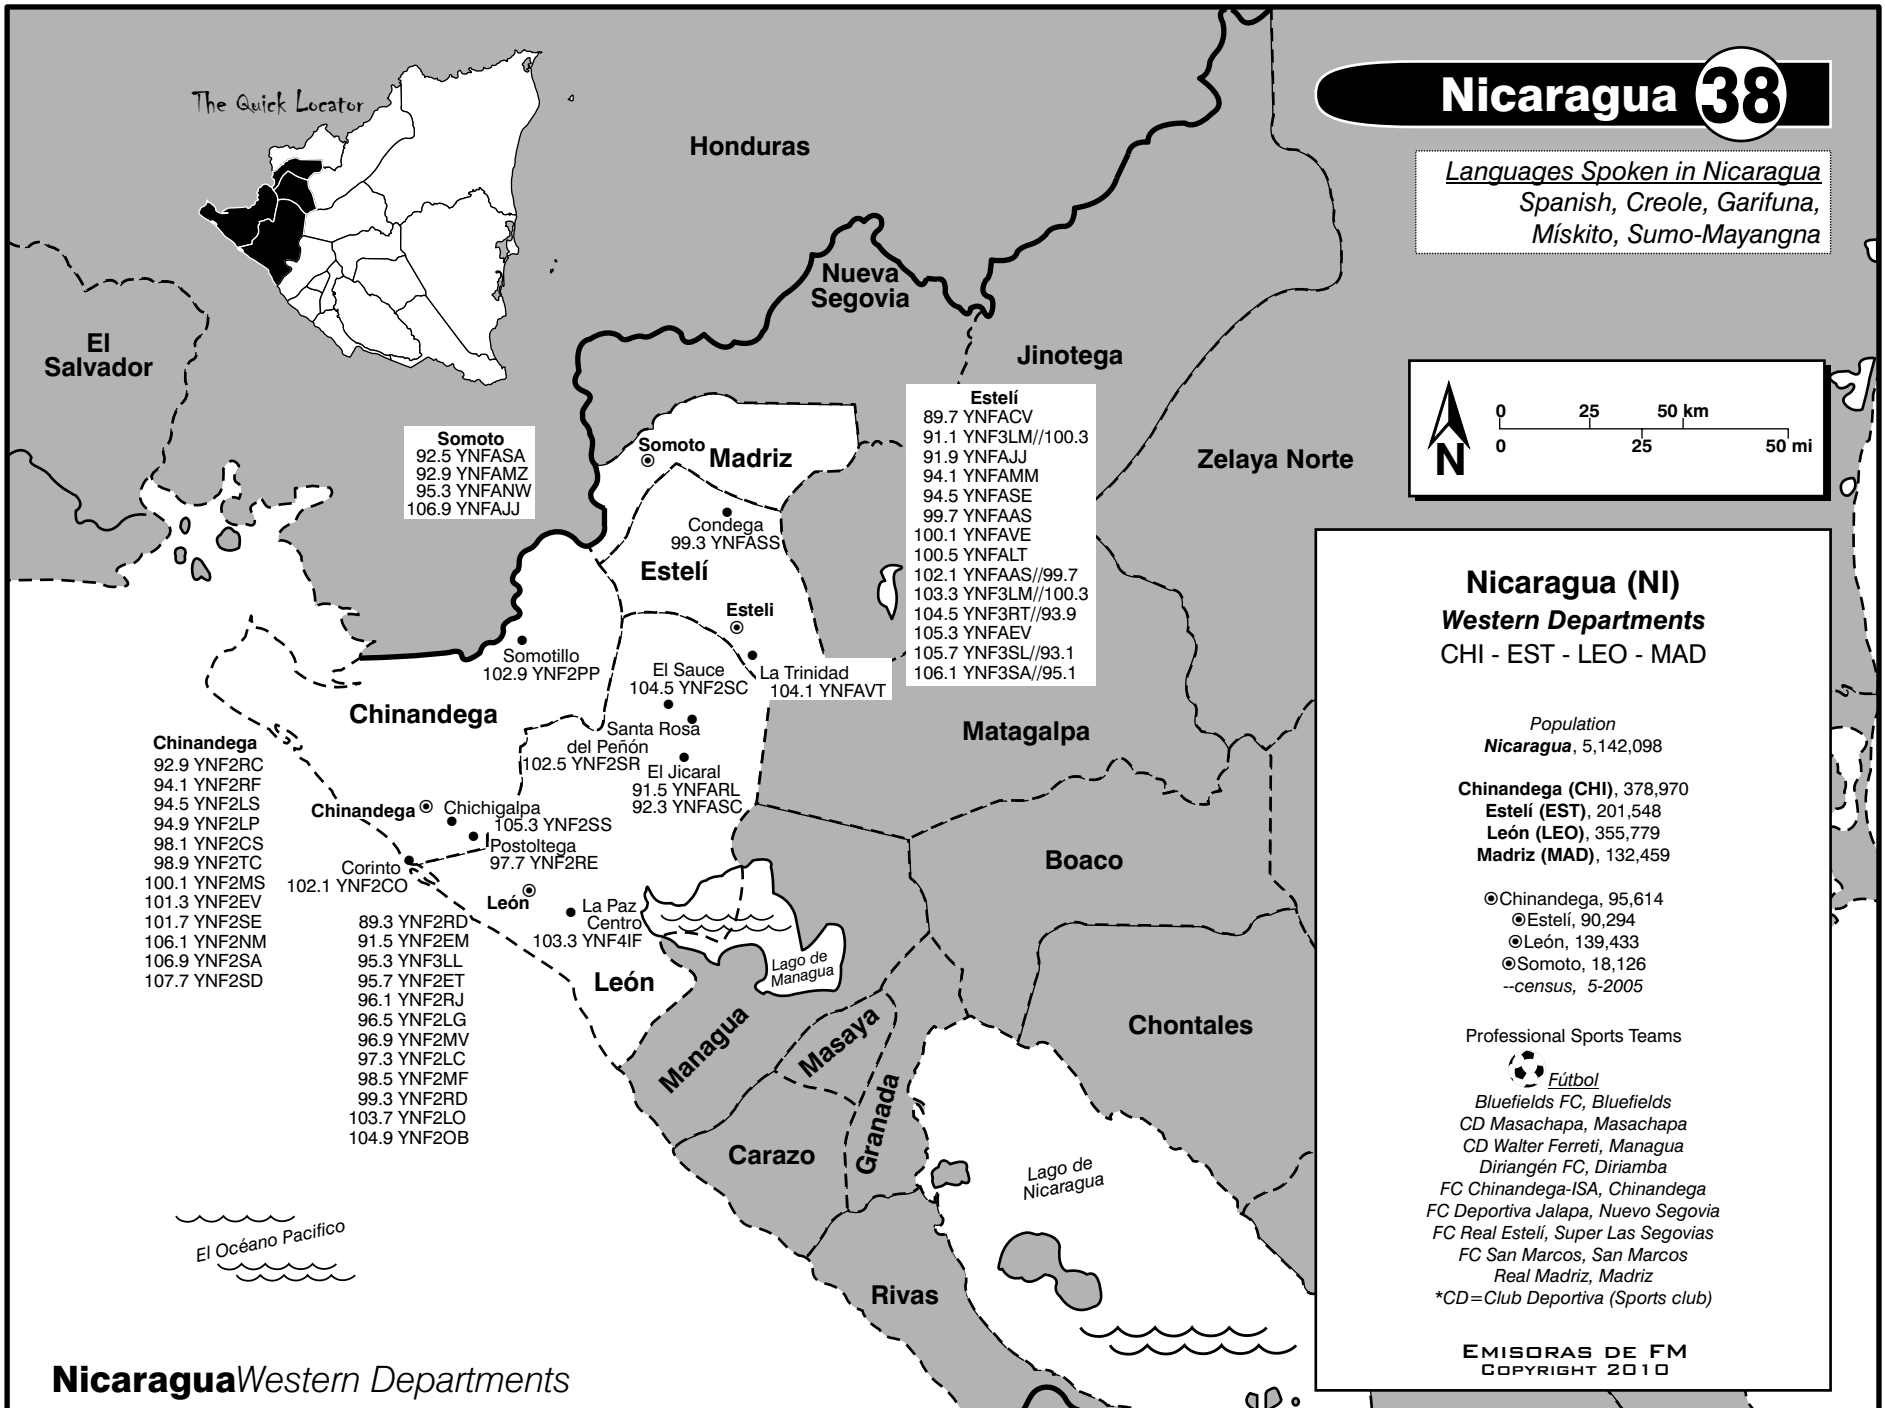 The Quick Locator
Nicaragua 38
Languages Spoken in Nicaragua
Spanish, Creole, Garifuna,
Mískito, Sumo-Mayangna
Honduras
Nueva
Segovia
El
Salvador
Jinotega
Zelaya Norte
0 25 50 km
0 25 50 mi
N
Somoto
92.5 YNFASA
92.9 YNFAMZ
95.3 YNFANW
106.9 YNFAJJ
Somoto
Madriz
Condega
99.3 YNFASS
Estelí
Esteli
Estelí
89.7 YNFACV
91.1 YNF3LM//100.3
91.9 YNFAJJ
94.1 YNFAMM
94.5 YNFASE
99.7 YNFAAS
100.1 YNFAVE
100.5 YNFALT
102.1 YNFAAS//99.7
103.3 YNF3LM//100.3
104.5 YNF3RT//93.9
105.3 YNFAEV
105.7 YNF3SL//93.1
106.1 YNF3SA//95.1
Somotillo
102.9 YNF2PP
El Sauce
104.5 YNF2SC
La Trinidad
104.1 YNFAVT
Chinandega
Santa Rosa
del Peñón
102.5 YNF2SR
El Jicaral
91.5 YNFARL
92.3 YNFASC
Matagalpa
Chinandega
92.9 YNF2RC
94.1 YNF2RF
94.5 YNF2LS
94.9 YNF2LP
98.1 YNF2CS
98.9 YNF2TC
100.1 YNF2MS
101.3 YNF2EV
101.7 YNF2SE
106.1 YNF2NM
106.9 YNF2SA
107.7 YNF2SD
Chinandega
Chichigalpa
105.3 YNF2SS
Postoltega
97.7 YNF2RE
Corinto
102.1 YNF2CO
León
89.3 YNF2RD
91.5 YNF2EM
95.3 YNF3LL
95.7 YNF2ET
96.1 YNF2RJ
96.5 YNF2LG
96.9 YNF2MV
97.3 YNF2LC
98.5 YNF2MF
99.3 YNF2RD
103.7 YNF2LO
104.9 YNF2OB
La Paz
Centro
103.3 YNF4IF
León
Lago de
Managua
Boaco
Managua
Masaya
Granada
Chontales
Carazo
Lago de
Nicaragua
Rivas
El Océano Pacifico
Nicaragua (NI)
Western Departments
CHI - EST - LEO - MAD
Population
Nicaragua, 5,142,098
Chinandega (CHI), 378,970
Estelí (EST), 201,548
León (LEO), 355,779
Madriz (MAD), 132,459
Chinandega, 95,614
Estelí, 90,294
León, 139,433
Somoto, 18,126
--census, 5-2005
Professional Sports Teams
Fútbol
Bluefields FC, Bluefields
CD Masachapa, Masachapa
CD Walter Ferreti, Managua
Diriangén FC, Diriamba
FC Chinandega-ISA, Chinandega
FC Deportiva Jalapa, Nuevo Segovia
FC Real Estelí, Super Las Segovias
FC San Marcos, San Marcos
Real Madriz, Madriz
*CD=Club Deportiva (Sports club)
EMISORAS DE FM
COPYRIGHT 2010
NicaraguaWestern Departments